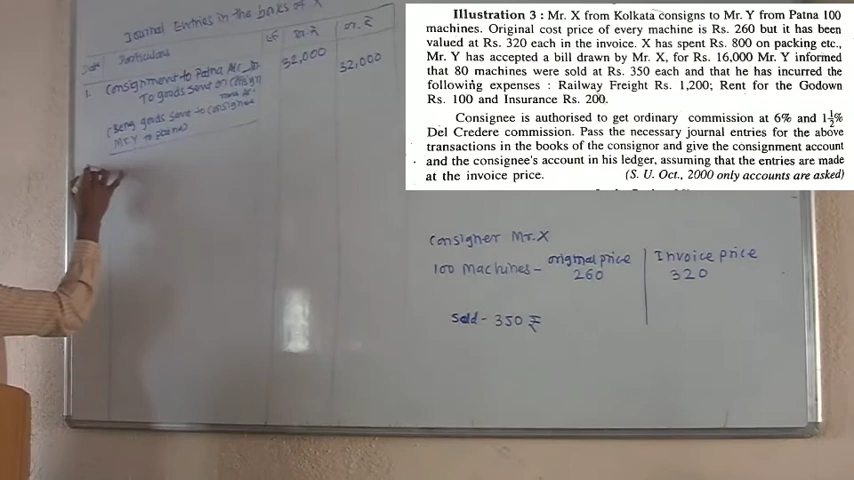 Journal Entries in the books of X
Date Particulars LF Dr. ₹ Cr. ₹
1. Consignment to Patna A/c_Dr. 32,000
To goods sent on Consign 32,000
(Being goods sent to Consignee
Mr.Y to patna)
Illustration 3 : Mr. X from Kolkata consigns to Mr. Y from Patna 100
machines. Original cost price of every machine is Rs. 260 but it has been
valued at Rs. 320 each in the invoice. X has spent Rs. 800 on packing etc.,
Mr. Y has accepted a bill drawn by Mr. X, for Rs. 16,000 Mr. Y informed
that 80 machines were sold at Rs. 350 each and that he has incurred the
following expenses : Railway Freight Rs. 1,200; Rent for the Godown
Rs. 100 and Insurance Rs. 200.
Consignee is authorised to get ordinary commission at 6% and 1½%
Del Credere commission. Pass the necessary journal entries for the above
transactions in the books of the consignor and give the consignment account
and the consignee's account in his ledger, assuming that the entries are made
at the invoice price. (S. U. Oct., 2000 only accounts are asked)
Consigner Mr.X
100 Machines - original price Invoice price
260 320
Sold - 350 ₹